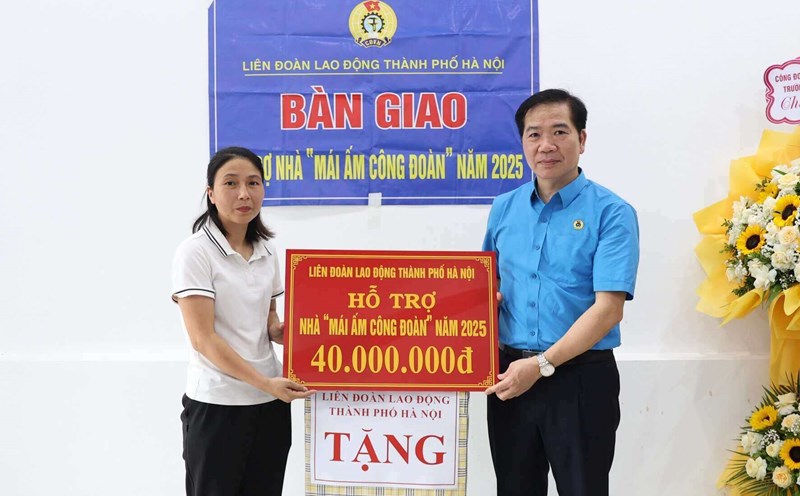 LIÊN ĐOÀN LAO ĐỘNG THÀNH PHỐ HÀ NỘI
BÀN GIAO
NHÀ "MÁI ẤM CÔNG ĐOÀN" NĂM 2025
LIÊN ĐOÀN LAO ĐỘNG THÀNH PHỐ HÀ NỘI
HỖ TRỢ
NHÀ "MÁI ẤM CÔNG ĐOÀN" NĂM 2025
40.000.000đ
LIÊN ĐOÀN LAO ĐỘNG
THÀNH PHỐ HÀ NỘI
TẶNG
CÔNG